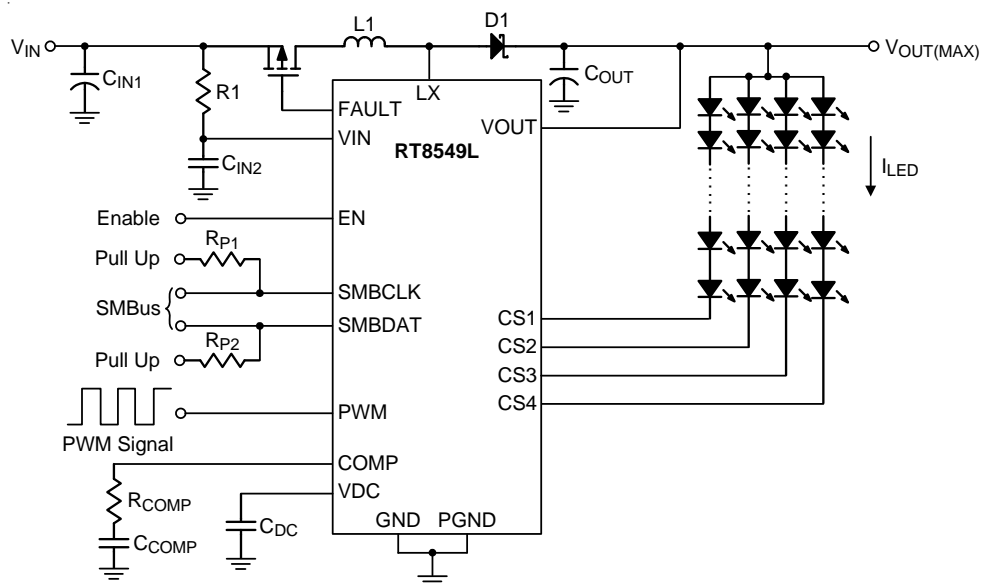 L1
D1
VIN
VOUT(MAX)
CIN1
R1
COUT
LX
FAULT
VOUT
VIN
RT8549L
CIN2
ILED
Enable
EN
RP1
Pull Up
SMBCLK
SMBus
SMBDAT
CS1
RP2
CS2
Pull Up
CS3
CS4
PWM
PWM Signal
COMP
RCOMP
VDC
CDC
GND PGND
CCOMP